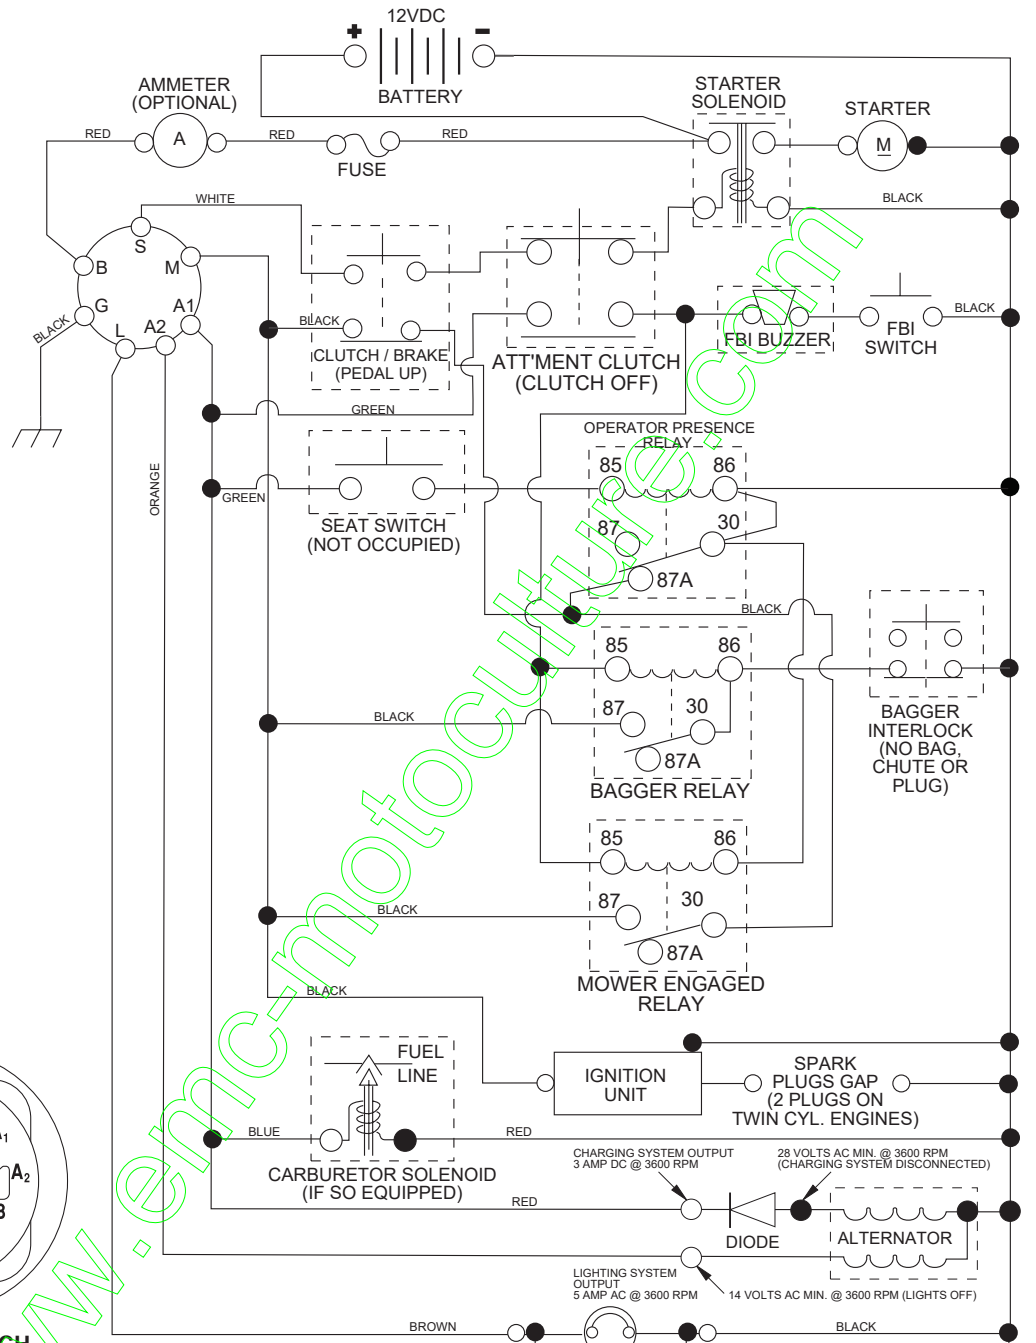 12VDC
+
-
BATTERY
AMMETER
(OPTIONAL)
A
RED
RED
RED
FUSE
STARTER
SOLENOID
STARTER
M
BLACK
WHITE
S
B
M
G
A1
L
A2
BLACK
BLACK
CLUTCH / BRAKE
(PEDAL UP)
ATT'MENT CLUTCH
(CLUTCH OFF)
FBI BUZZER
FBI
SWITCH
BLACK
GREEN
ORANGE
GREEN
SEAT SWITCH
(NOT OCCUPIED)
OPERATOR PRESENCE
RELAY
85
86
87
30
87A
BLACK
85
86
87
30
87A
BLACK
BAGGER RELAY
BAGGER
INTERLOCK
(NO BAG,
CHUTE OR
PLUG)
85
86
87
30
87A
BLACK
MOWER ENGAGED
RELAY
BLACK
FUEL
LINE
IGNITION
UNIT
SPARK
PLUGS GAP
(2 PLUGS ON
TWIN CYL. ENGINES)
BLUE
RED
CARBURETOR SOLENOID
(IF SO EQUIPPED)
CHARGING SYSTEM OUTPUT
3 AMP DC @ 3600 RPM
28 VOLTS AC MIN. @ 3600 RPM
(CHARGING SYSTEM DISCONNECTED)
RED
DIODE
ALTERNATOR
LIGHTING SYSTEM
OUTPUT
5 AMP AC @ 3600 RPM
14 VOLTS AC MIN. @ 3600 RPM (LIGHTS OFF)
BROWN
BLACK
A2
w.emc-motoculture.com